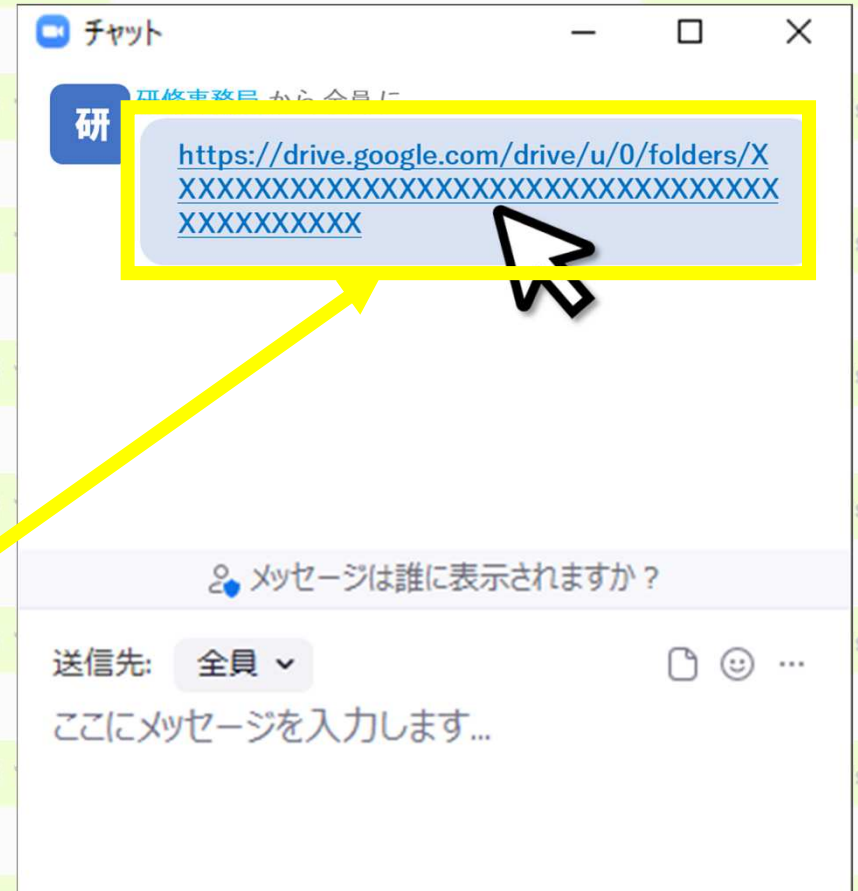 チャット
研
研修事務局 から 全員 に
https://drive.google.com/drive/u/0/folders/X
XXXXXXXXXXXXXXXXXXXXXXXXXXXXXXXXX
XXXXXXXXXX
メッセージは誰に表示されますか？
送信先: 全員
ここにメッセージを入力します...